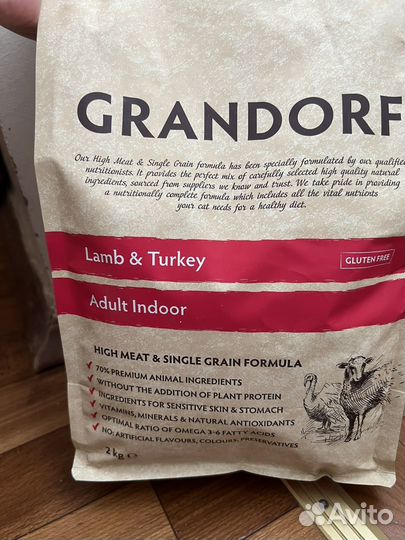 GRANDORF
Our High Meat & Single Grain formula has been specially formulated by our qualified
nutritionists. It provides the perfect mix of carefully selected high quality natural
ingredients, sourced from suppliers we know and trust. We take pride in providing
a nutritionally complete formula which includes all the vital nutrients
your cat needs for a healthy diet.
Lamb & Turkey
GLUTEN FREE
Adult Indoor
HIGH MEAT & SINGLE GRAIN FORMULA
70% PREMIUM ANIMAL INGREDIENTS
WITHOUT THE ADDITION OF PLANT PROTEIN
INGREDIENTS FOR SENSITIVE SKIN & STOMACH
VITAMINS, MINERALS & NATURAL ANTIOXIDANTS
OPTIMAL RATIO OF OMEGA 3-6 FATTY ACIDS
NO: ARTIFICIAL FLAVOURS, COLOURS, PRESERVATIVES
2 kg ℮
Avito